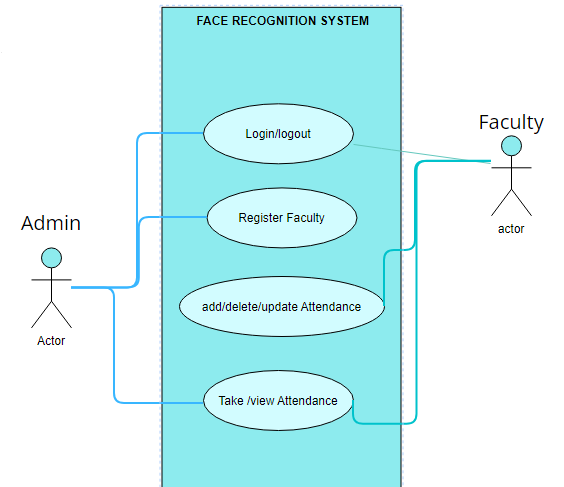 FACE RECOGNITION SYSTEM
Faculty
Login/logout
Register Faculty
Admin
actor
add/delete/update Attendance
Actor
Take /view Attendance